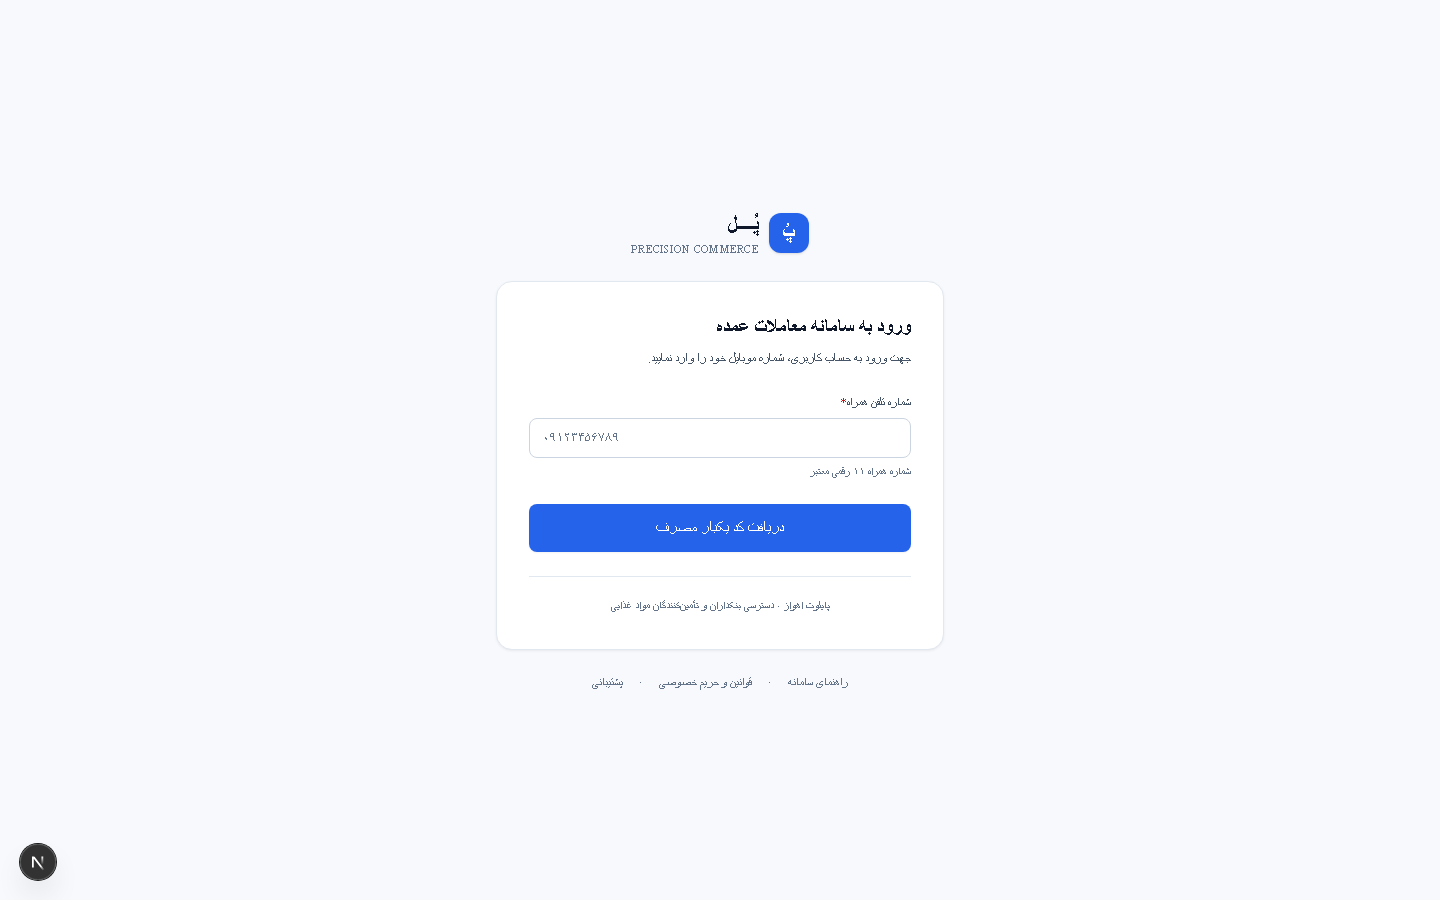 پُ
پُـــل
PRECISION COMMERCE
ورود به سامانه معاملات عمده
جهت ورود به حساب کاربری، شماره موبایل خود را وارد نمایید.
شماره تلفن همراه*
۰۹۱۲۳۴۵۶۷۸۹
شماره همراه ۱۱ رقمی معتبر
دریافت کد یکبار مصرف
پایلوت اهواز · دسترسی بنکداران و تأمین‌کنندگان مواد غذایی
راهنمای سامانه · قوانین و حریم خصوصی · پشتیبانی
N